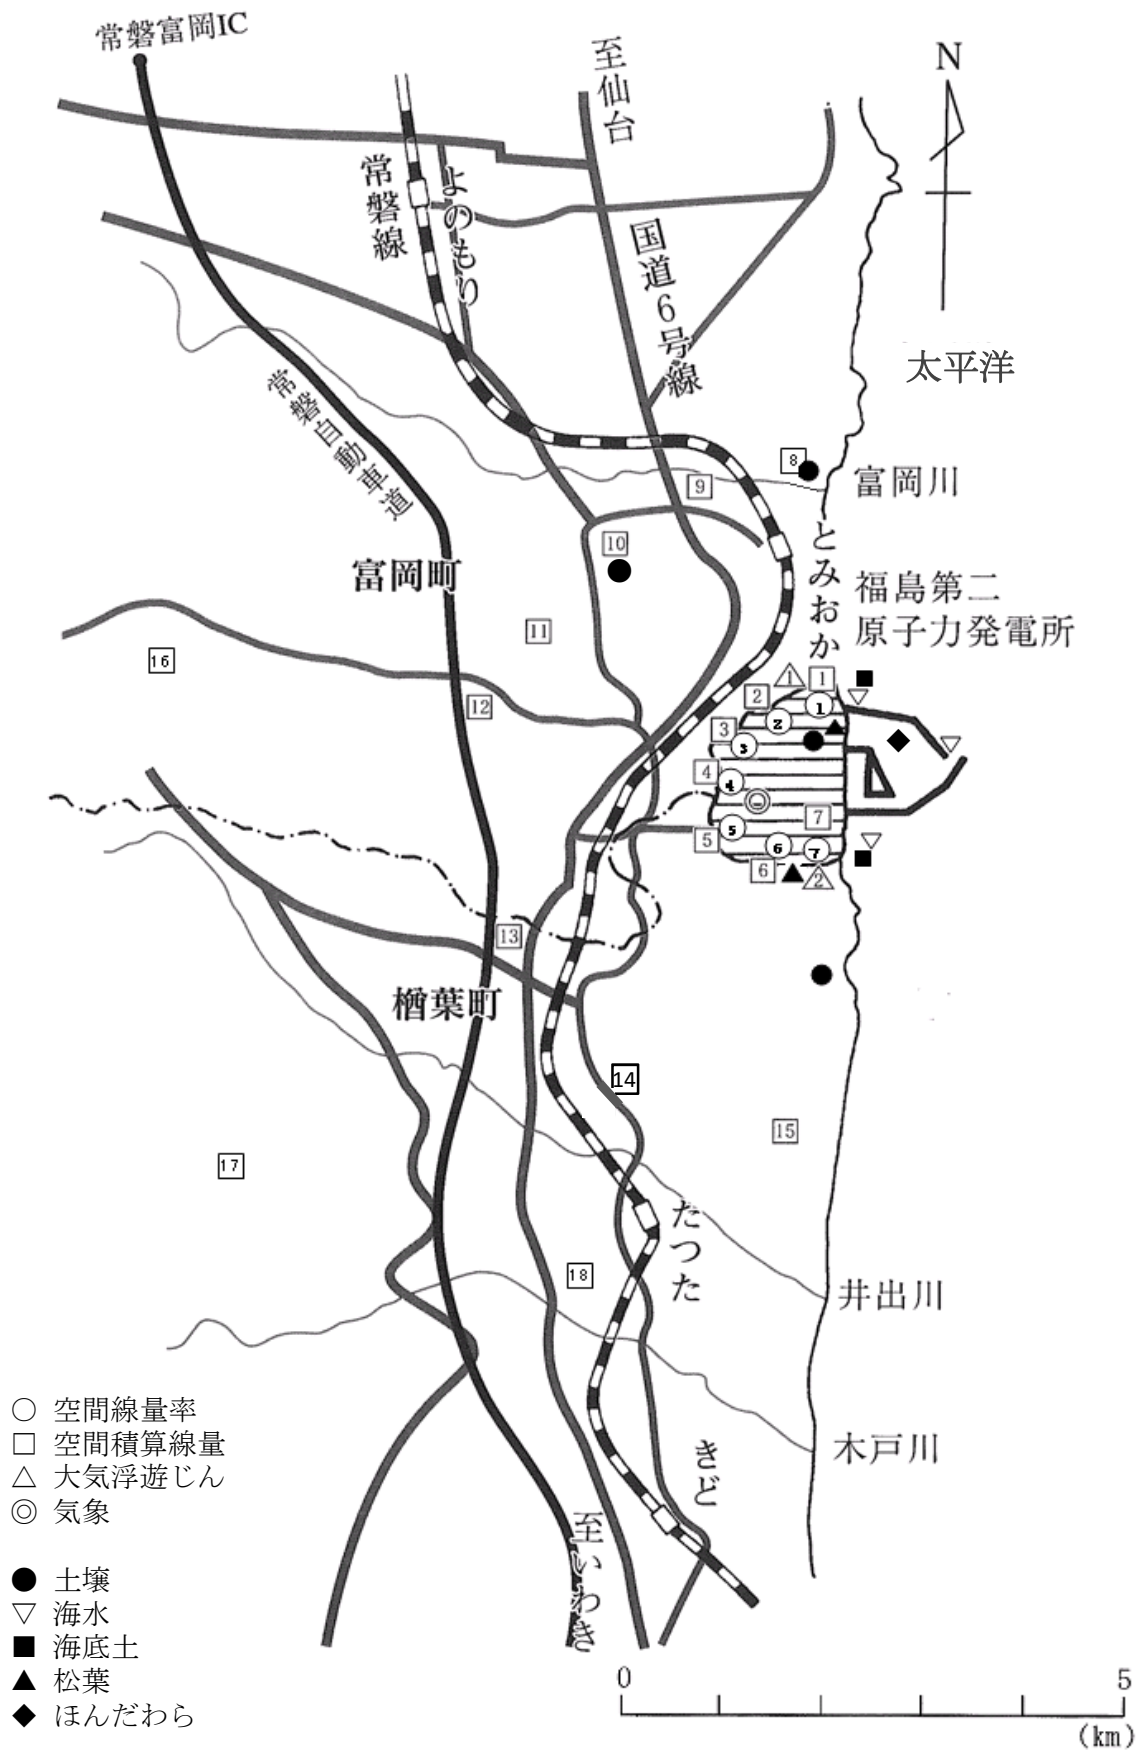 常磐富岡IC
至仙台
N
常磐線
よのもり
国道6号線
太平洋
常磐自動車道
8
富岡川
9
とみおか
10
富岡町
福島第二
原子力発電所
11
16
12
1
1
2
1
2
3
3
4
4
5
5
7
6
6
7
2
13
楢葉町
14
15
17
たつた
18
井出川
木戸川
きど
至いわき
○ 空間線量率
□ 空間積算線量
△ 大気浮遊じん
◎ 気象
● 土壌
▽ 海水
■ 海底土
▲ 松葉
◆ ほんだわら
0 5
(km)